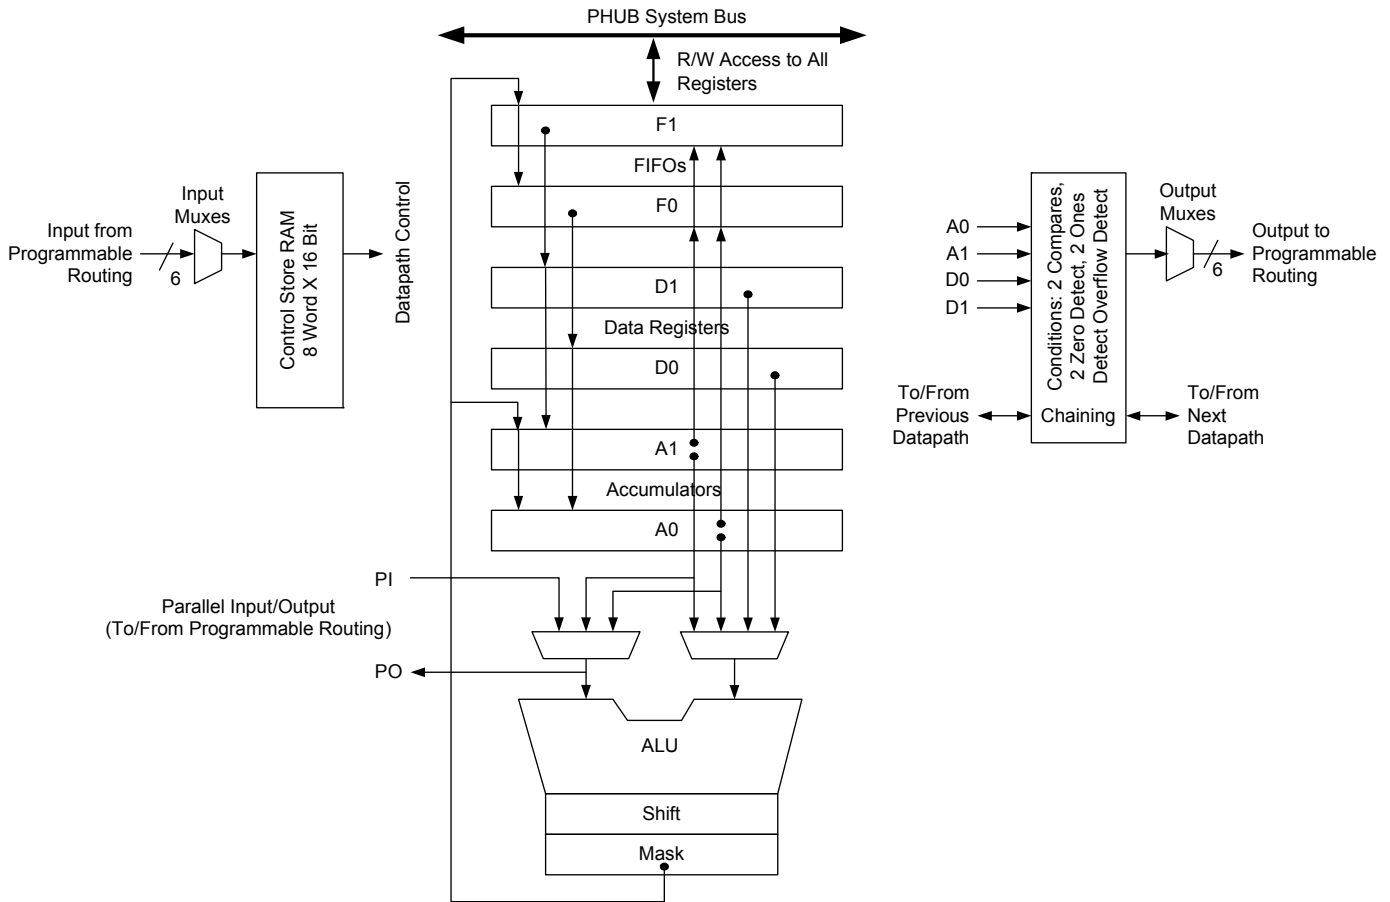 PHUB System Bus
R/W Access to All
Registers
F1
FIFOs
F0
D1
Data Registers
D0
A1
Accumulators
A0
Input from
Programmable
Routing
6
Input
Muxes
Control Store RAM
8 Word X 16 Bit
Datapath Control
PI
Parallel Input/Output
(To/From Programmable Routing)
PO
ALU
Shift
Mask
A0
A1
D0
D1
Conditions: 2 Compares,
2 Zero Detect, 2 Ones
Detect Overflow Detect
Chaining
To/From
Previous
Datapath
To/From
Next
Datapath
Output
Muxes
6
Output to
Programmable
Routing